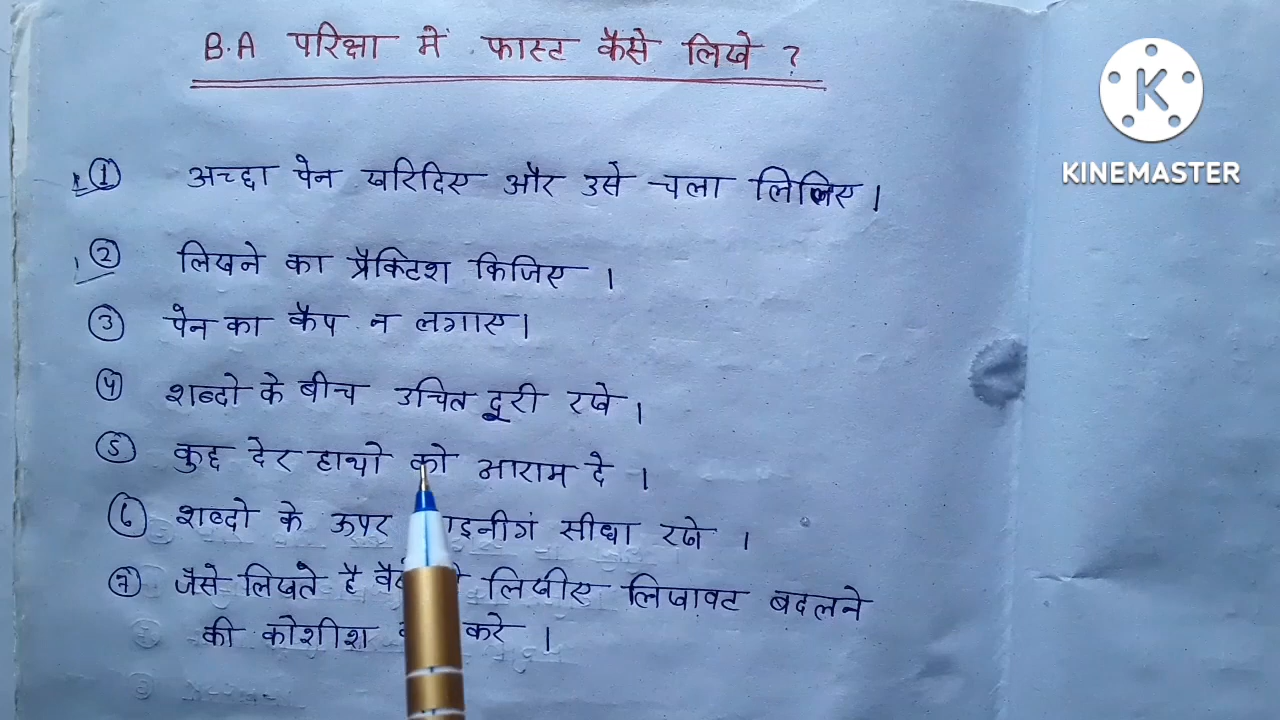 B.A परिक्षा में फास्ट कैसे लिखे ?
K
KINEMASTER
① अच्छा पेन खरिदिए और उसे चला लिजिए ।
② लिखने का प्रैक्टिश किजिए ।
③ पेन का कैप न लगाए ।
④ शब्दो के बीच उचित दूरी रखे ।
⑤ कुछ देर हाथो को आराम दे ।
⑥ शब्दो के ऊपर सीधा रखे ।
⑦ जैसे लिखते है लिखीए लिखावट बदलने
की कोशीश करे ।